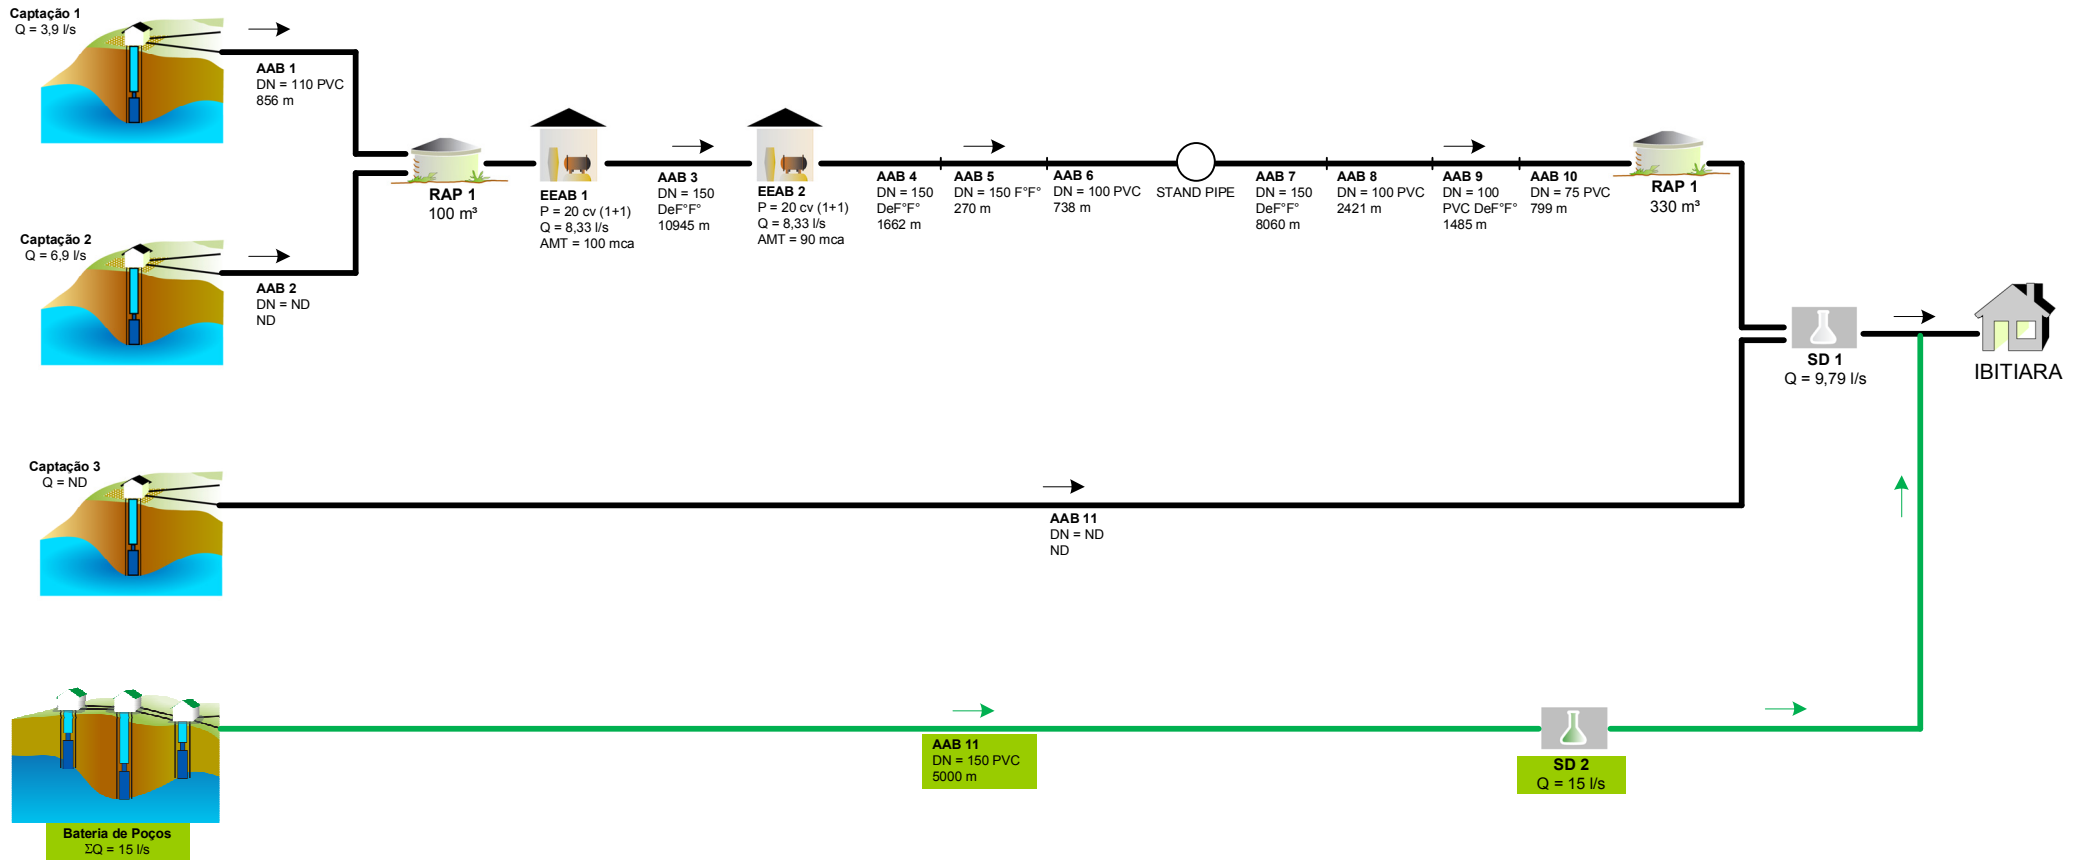 Captação 1
Q = 3,9 l/s
AAB 1
DN = 110 PVC
856 m
RAP 1
100 m³
EEAB 1
P = 20 cv (1+1)
Q = 8,33 l/s
AMT = 100 mca
AAB 3
DN = 150
DeF°F°
10945 m
EEAB 2
P = 20 cv (1+1)
Q = 8,33 l/s
AMT = 90 mca
AAB 4
DN = 150
DeF°F°
1662 m
AAB 5
DN = 150 F°F°
270 m
AAB 6
DN = 100 PVC
738 m
STAND PIPE
AAB 7
DN = 150
DeF°F°
8060 m
AAB 8
DN = 100 PVC
2421 m
AAB 9
DN = 100
PVC DeF°F°
1485 m
AAB 10
DN = 75 PVC
799 m
RAP 1
330 m³
Captação 2
Q = 6,9 l/s
AAB 2
DN = ND
ND
SD 1
Q = 9,79 l/s
IBITIARA
Captação 3
Q = ND
AAB 11
DN = ND
ND
AAB 11
DN = 150 PVC
5000 m
SD 2
Q = 15 l/s
Bateria de Poços
ΣQ = 15 l/s